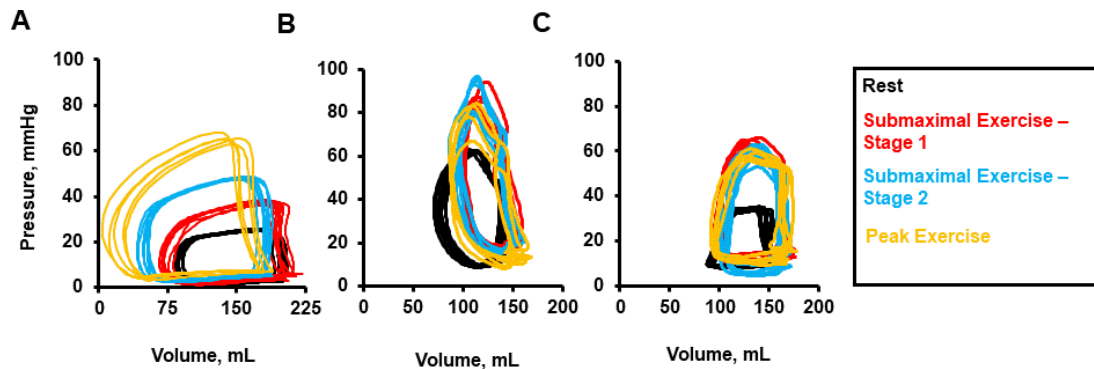 A
B
C
100
80
60
40
20
0
0
75
150
225
Pressure, mmHg
Volume, mL
100
80
60
40
20
0
0
50
100
150
200
Volume, mL
100
80
60
40
20
0
0
50
100
150
200
Volume, mL
Rest
Submaximal Exercise –
Stage 1
Submaximal Exercise –
Stage 2
Peak Exercise